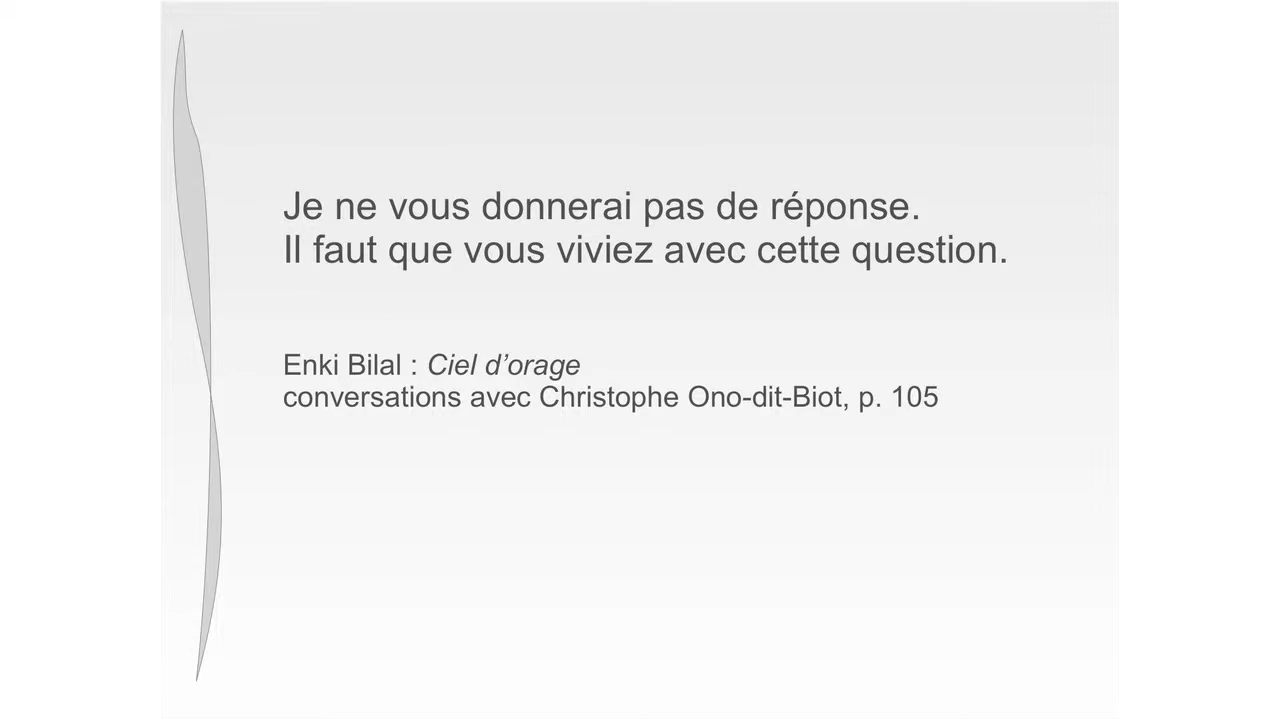 Je ne vous donnerai pas de réponse.
Il faut que vous viviez avec cette question.
Enki Bilal : Ciel d’orage
conversations avec Christophe Ono-dit-Biot, p. 105